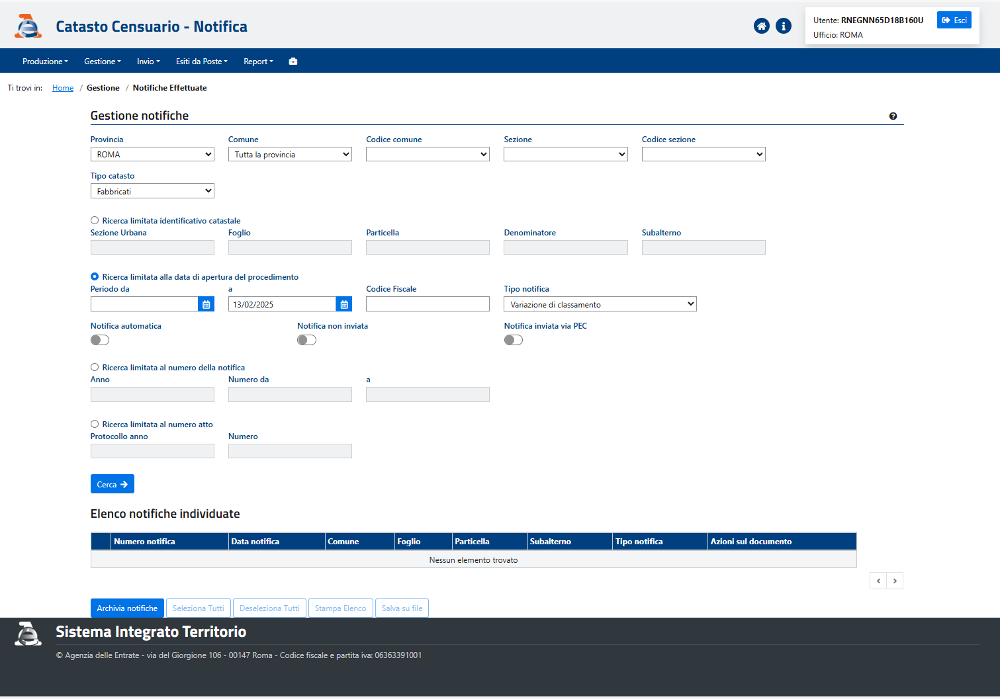 Catasto Censuario - Notifica
Utente: RNEGNN65D18B160U
Esci
Ufficio: ROMA
Produzione Gestione Invio Esiti da Poste Report
Ti trovi in: Home / Gestione / Notifiche Effettuate
Gestione notifiche
Provincia Comune Codice comune Sezione Codice sezione
ROMA Tutta la provincia
Tipo catasto
Fabbricati
Ricerca limitata identificativo catastale
Sezione Urbana Foglio Particella Denominatore Subalterno
Ricerca limitata alla data di apertura del procedimento
Periodo da a Codice Fiscale Tipo notifica
13/02/2025 Variazione di classamento
Notifica automatica Notifica non inviata Notifica inviata via PEC
Ricerca limitata al numero della notifica
Anno Numero da a
Ricerca limitata al numero atto
Protocollo anno Numero
Cerca
Elenco notifiche individuate
Numero notifica Data notifica Comune Foglio Particella Subalterno Tipo notifica Azioni sul documento
Nessun elemento trovato
Archivia notifiche Seleziona Tutti Deseleziona Tutti Stampa Elenco Salva su file
Sistema Integrato Territorio
© Agenzia delle Entrate - via del Giorgione 106 - 00147 Roma - Codice fiscale e partita iva: 06363391001